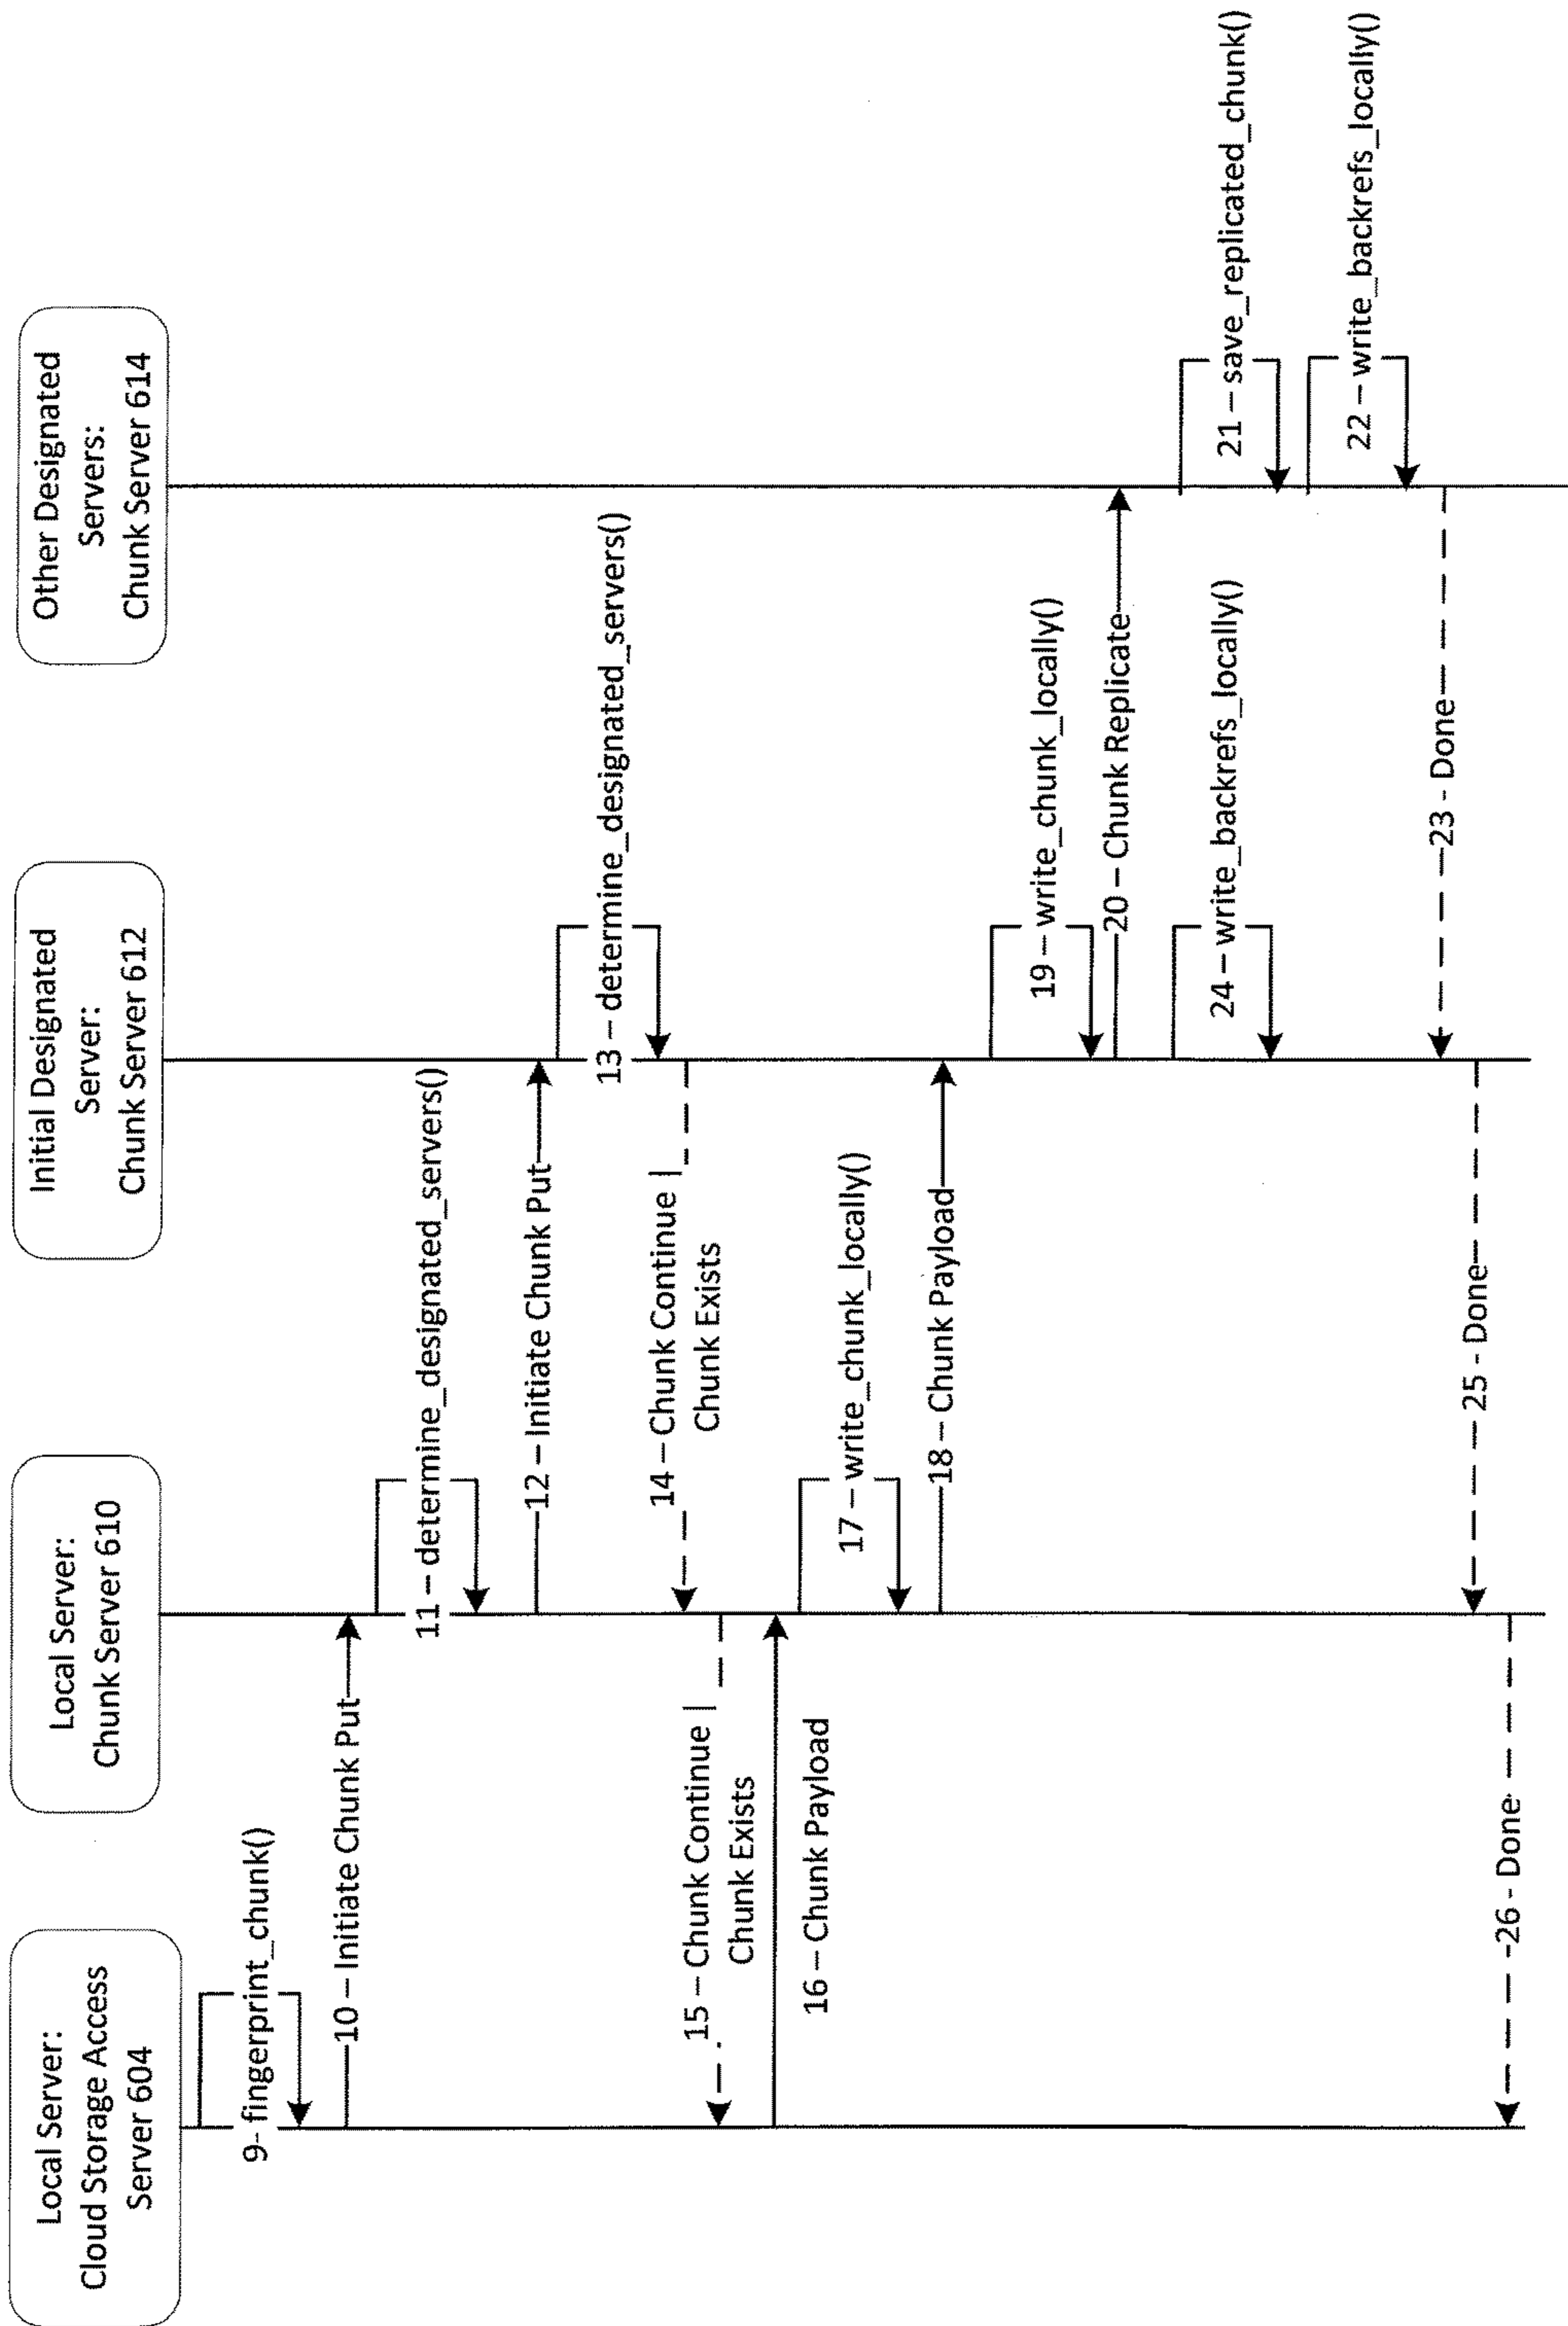 Local Server:
Cloud Storage Access
Server 604
Local Server:
Chunk Server 610
Initial Designated
Server:
Chunk Server 612
Other Designated
Servers:
Chunk Server 614
9- fingerprint_chunk()
10 – Initiate Chunk Put
11 – determine_designated_servers()
12 – Initiate Chunk Put
13 – determine_designated_servers()
14 – Chunk Continue |
Chunk Exists
15 – Chunk Continue |
Chunk Exists
16 – Chunk Payload
17 – write_chunk_locally()
18 – Chunk Payload
19 – write_chunk_locally()
20 – Chunk Replicate
24 – write_backrefs_locally()
21 – save_replicated_chunk()
22 – write_backrefs_locally()
23 - Done
25 - Done
26 - Done